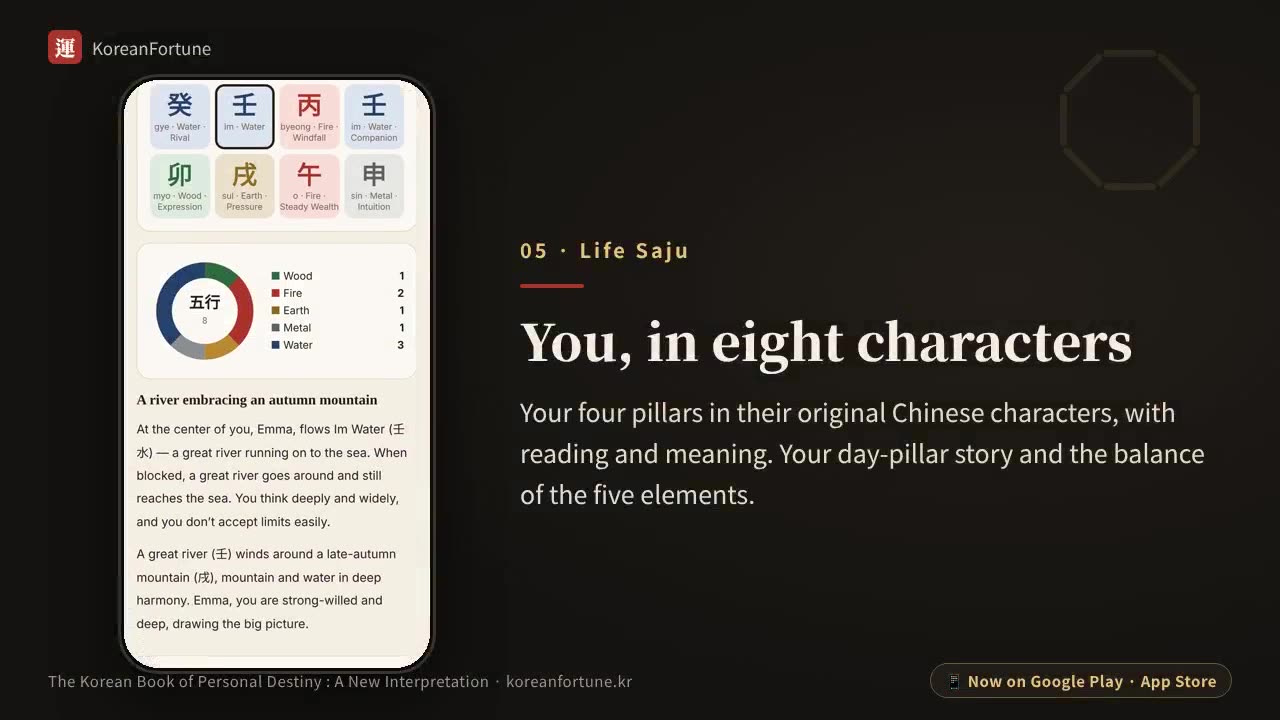 運 KoreanFortune
癸 壬 丙 壬
gye · Water · Rival
im · Water
byeong · Fire · Windfall
im · Water · Companion
卯 戌 午 申
myo · Wood · Expression
sul · Earth · Pressure
o · Fire · Steady Wealth
sin · Metal · Intuition
五行
8
Wood 1
Fire 2
Earth 1
Metal 1
Water 3
A river embracing an autumn mountain
At the center of you, Emma, flows Im Water (壬
水) — a great river running on to the sea. When
blocked, a great river goes around and still
reaches the sea. You think deeply and widely,
and you don’t accept limits easily.
A great river (壬) winds around a late-autumn
mountain (戌), mountain and water in deep
harmony. Emma, you are strong-willed and
deep, drawing the big picture.
05 · Life Saju
You, in eight characters
Your four pillars in their original Chinese characters, with
reading and meaning. Your day-pillar story and the balance
of the five elements.
The Korean Book of Personal Destiny : A New Interpretation · koreanfortune.kr
Now on Google Play · App Store